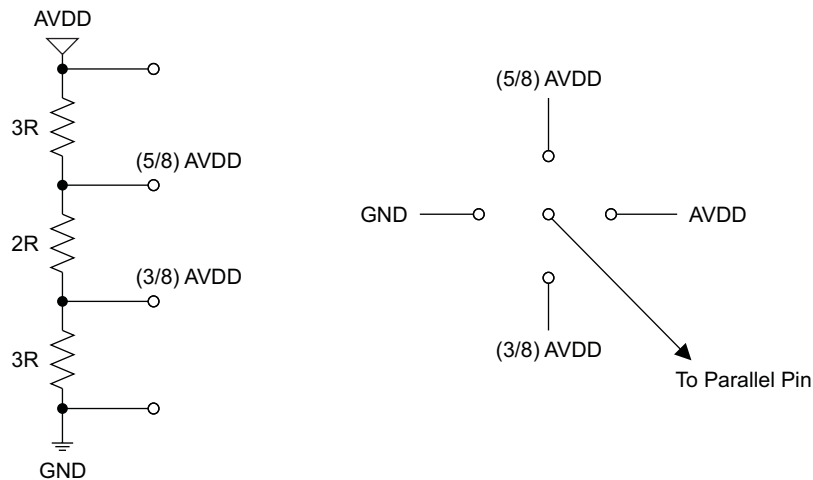 AVDD
3R
(5/8) AVDD
2R
(3/8) AVDD
3R
GND
(5/8) AVDD
GND
AVDD
(3/8) AVDD
To Parallel Pin